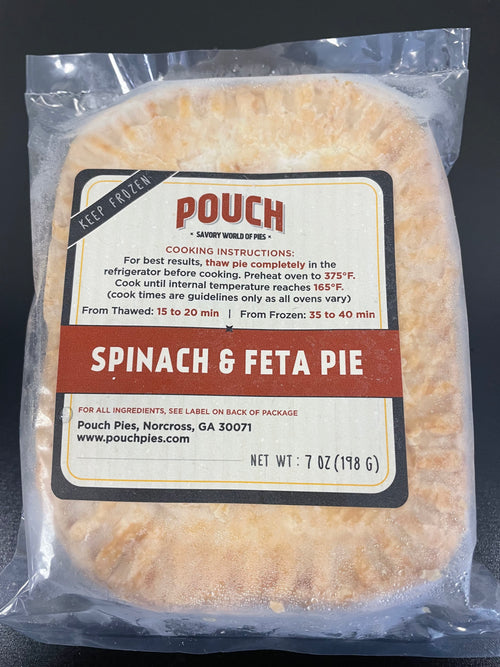 KEEP FROZEN
POUCH
* SAVORY WORLD OF PIES *
COOKING INSTRUCTIONS:
For best results, thaw pie completely in the
refrigerator before cooking. Preheat oven to 375°F.
Cook until internal temperature reaches 165°F.
(cook times are guidelines only as all ovens vary)
From Thawed: 15 to 20 min | From Frozen: 35 to 40 min
SPINACH & FETA PIE
FOR ALL INGREDIENTS, SEE LABEL ON BACK OF PACKAGE
Pouch Pies, Norcross, GA 30071
www.pouchpies.com
NET WT: 7 OZ (198 G)